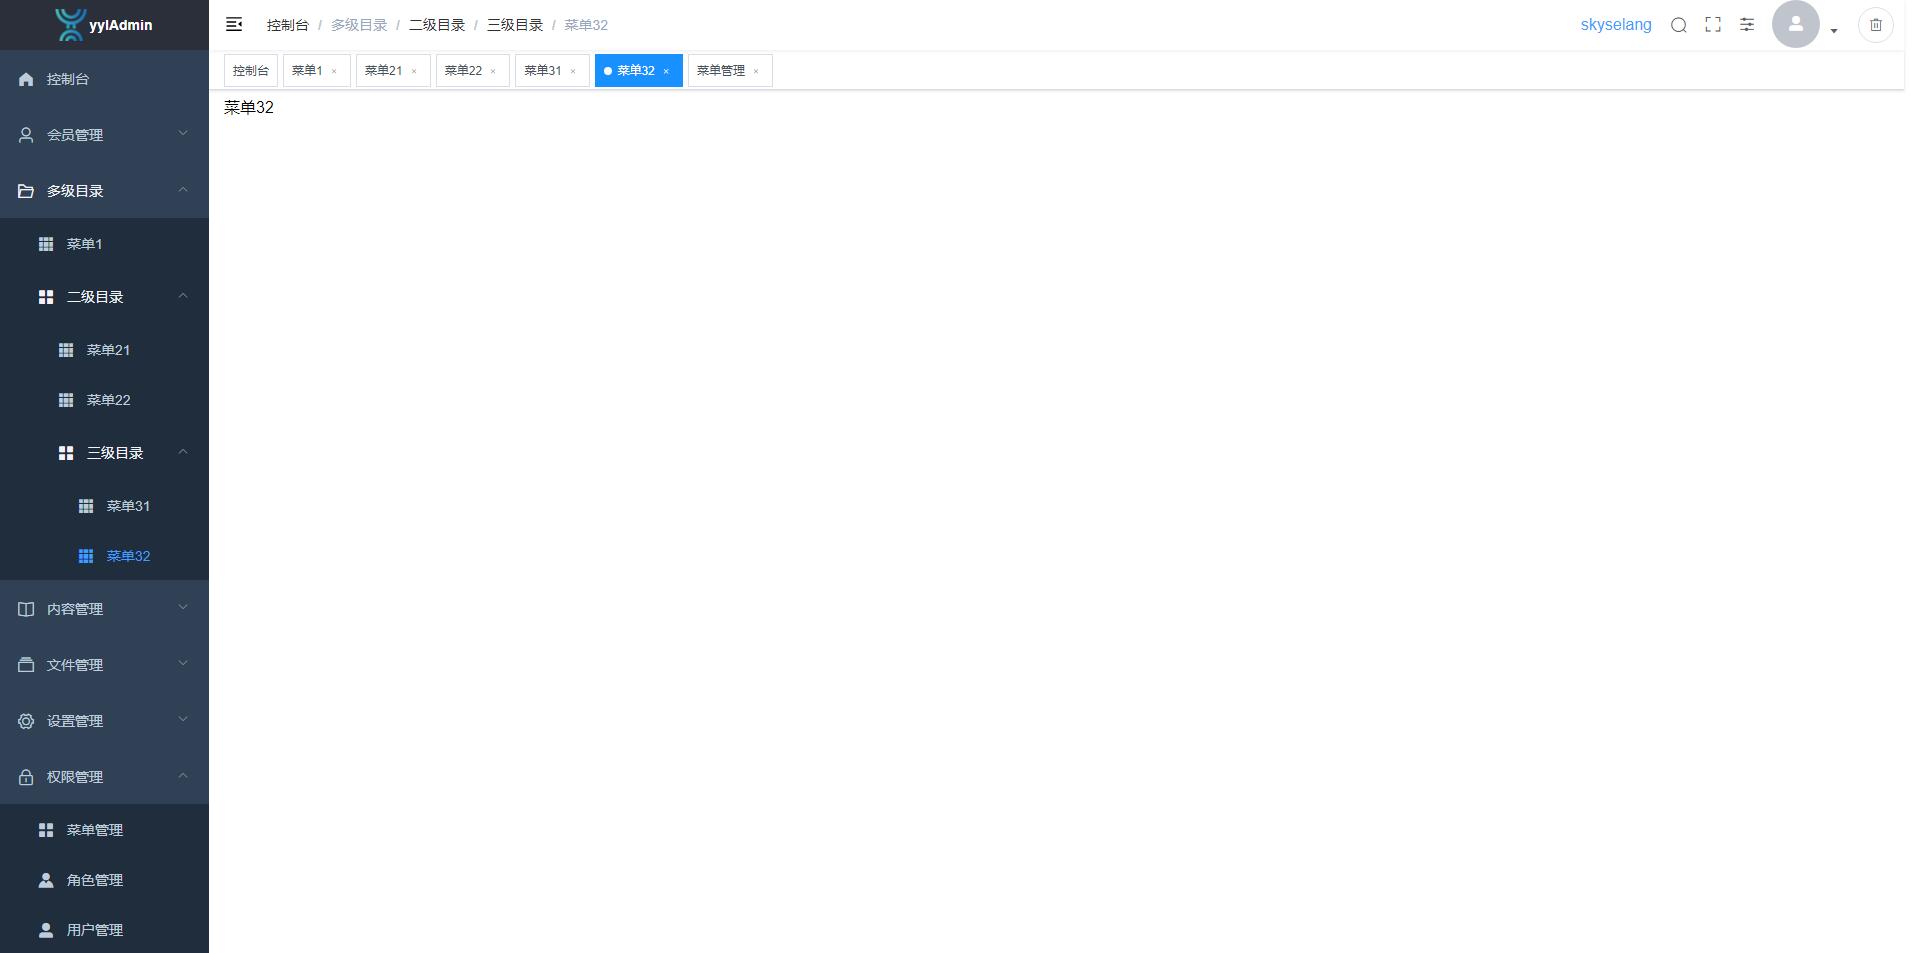 yylAdmin
控制台 / 多级目录 / 二级目录 / 三级目录 / 菜单32
skyselang
控制台
菜单1 ×
菜单21 ×
菜单22 ×
菜单31 ×
菜单32 ×
菜单管理 ×
菜单32
控制台
会员管理
多级目录
菜单1
二级目录
菜单21
菜单22
三级目录
菜单31
菜单32
内容管理
文件管理
设置管理
权限管理
菜单管理
角色管理
用户管理